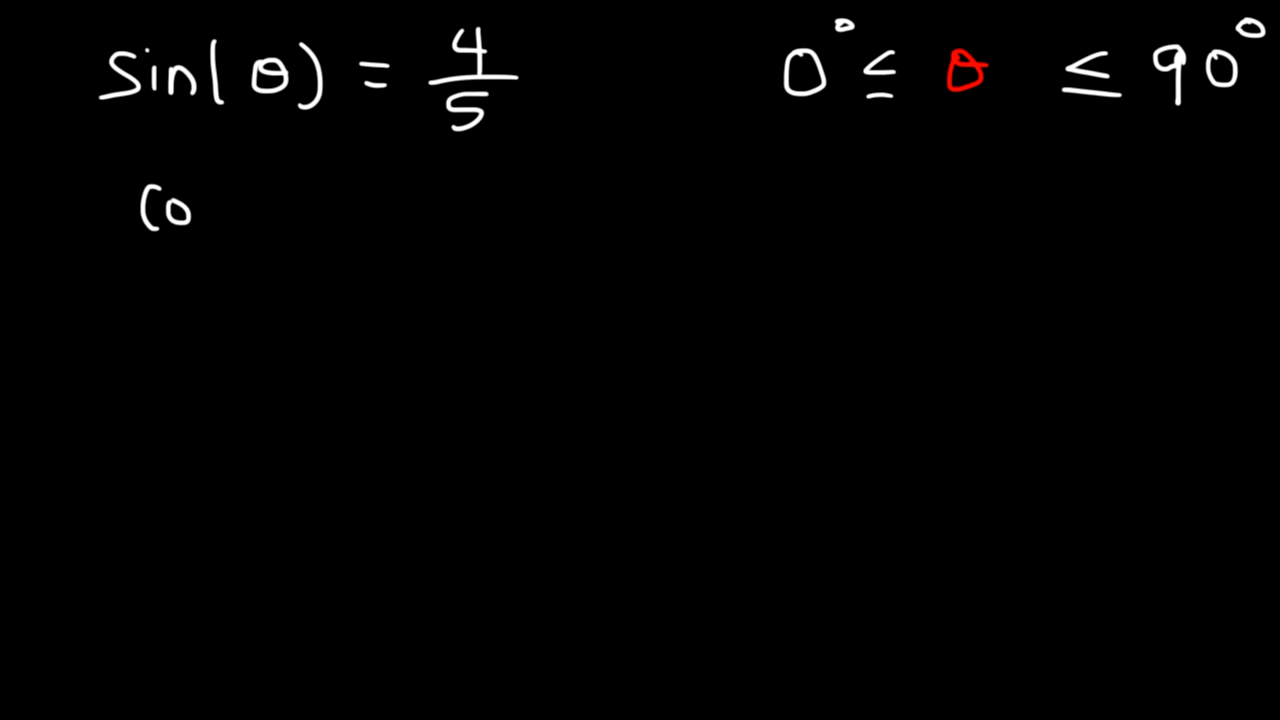 sin(θ) = 4/5 0° ≤ θ ≤ 90°
co